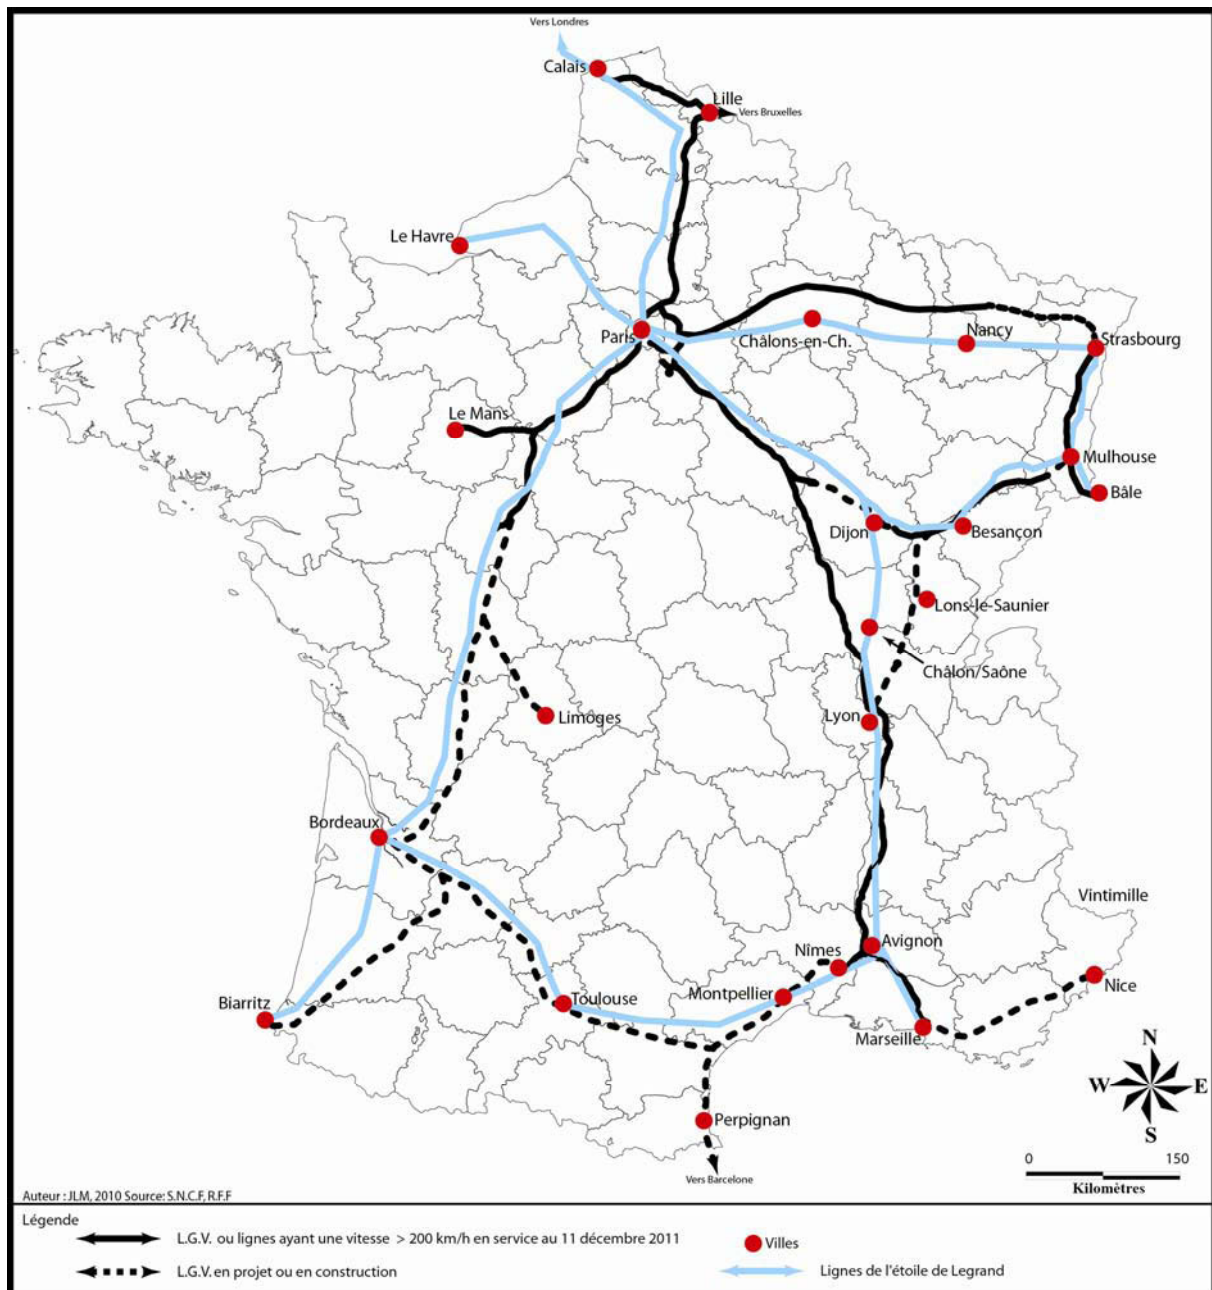 Vers Londres
Calais
Lille
Vers Bruxelles
Le Havre
Paris
Châlons-en-Ch.
Nancy
Strasbourg
Le Mans
Mulhouse
Bâle
Dijon
Besançon
Lons-le-Saunier
Châlon/Saône
Limoges
Lyon
Bordeaux
Vintimille
Avignon
Nîmes
Nice
Biarritz
Toulouse
Montpellier
Marseille
N
W E
S
Perpignan
0 150
Kilomètres
Vers Barcelone
Auteur : JLM, 2010 Source: S.N.C.F, R.F.F
Légende
L.G.V. ou lignes ayant une vitesse > 200 km/h en service au 11 décembre 2011
Villes
L.G.V. en projet ou en construction
Lignes de l'étoile de Legrand